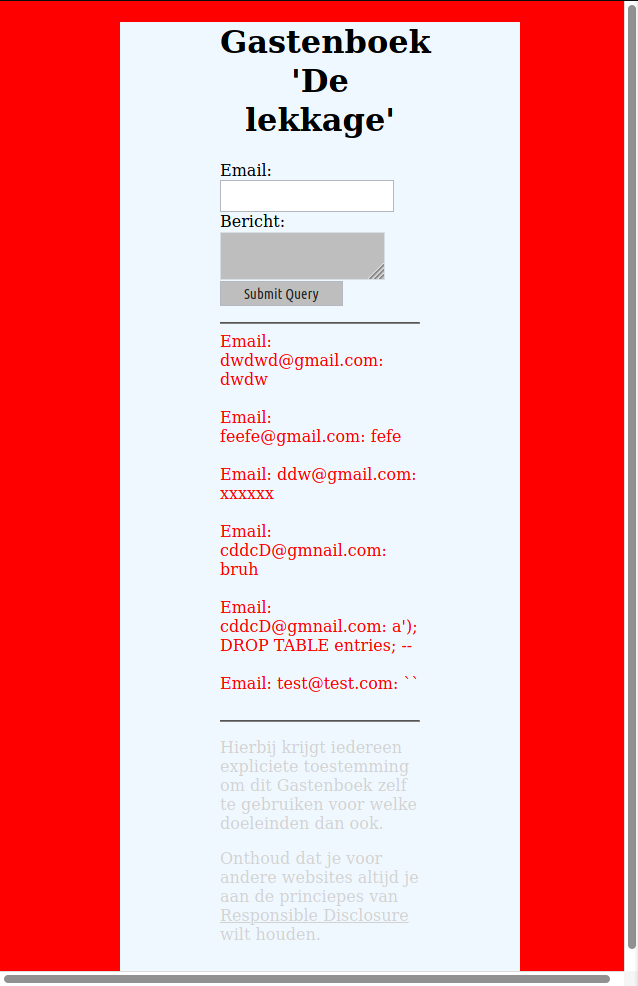 Gastenboek
'De
lekkage'
Email:
Bericht:
Submit Query
Email:
dwdwd@gmail.com:
dwdw
Email:
feefe@gmail.com: fefe
Email: ddw@gmail.com:
xxxxxx
Email:
cddcD@gmnail.com:
bruh
Email:
cddcD@gmnail.com: a');
DROP TABLE entries; --
Email: test@test.com: ``
Hierbij krijgt iedereen
expliciete toestemming
om dit Gastenboek zelf
te gebruiken voor welke
doeleinden dan ook.
Onthoud dat je voor
andere websites altijd je
aan de principepes van
Responsible Disclosure
wilt houden.